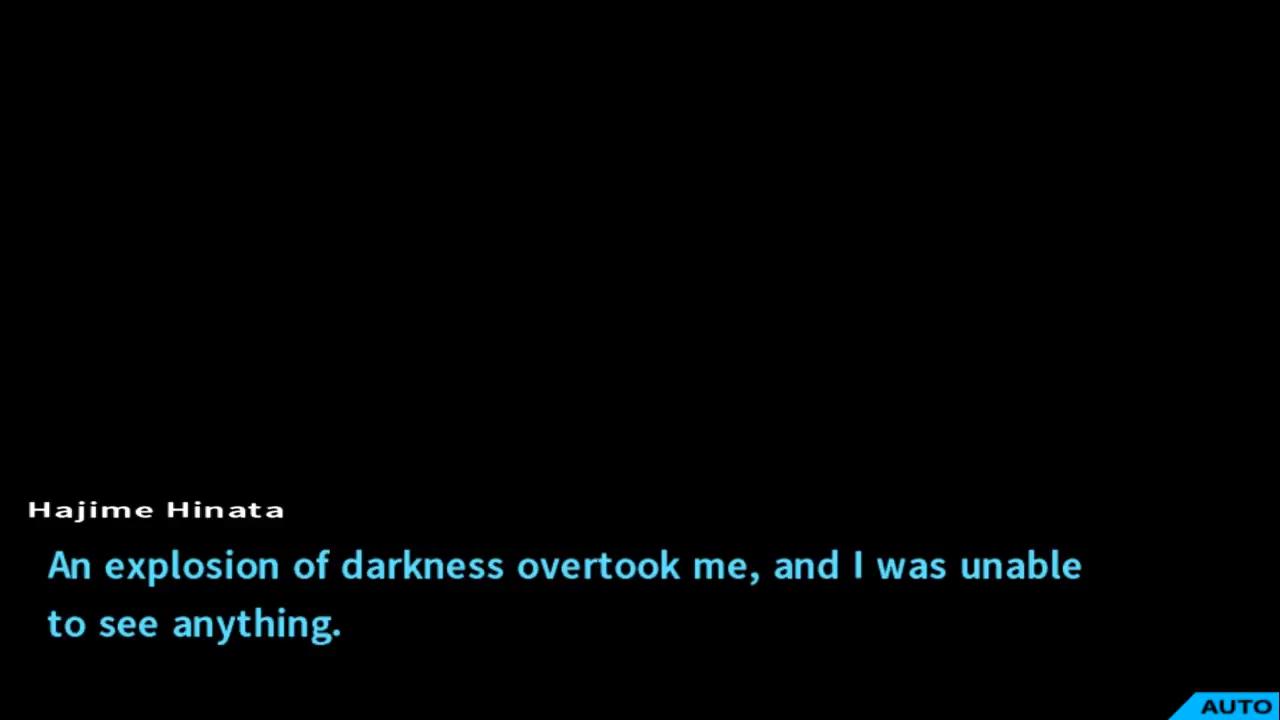 Hajime Hinata
An explosion of darkness overtook me, and I was unable
to see anything.
AUTO